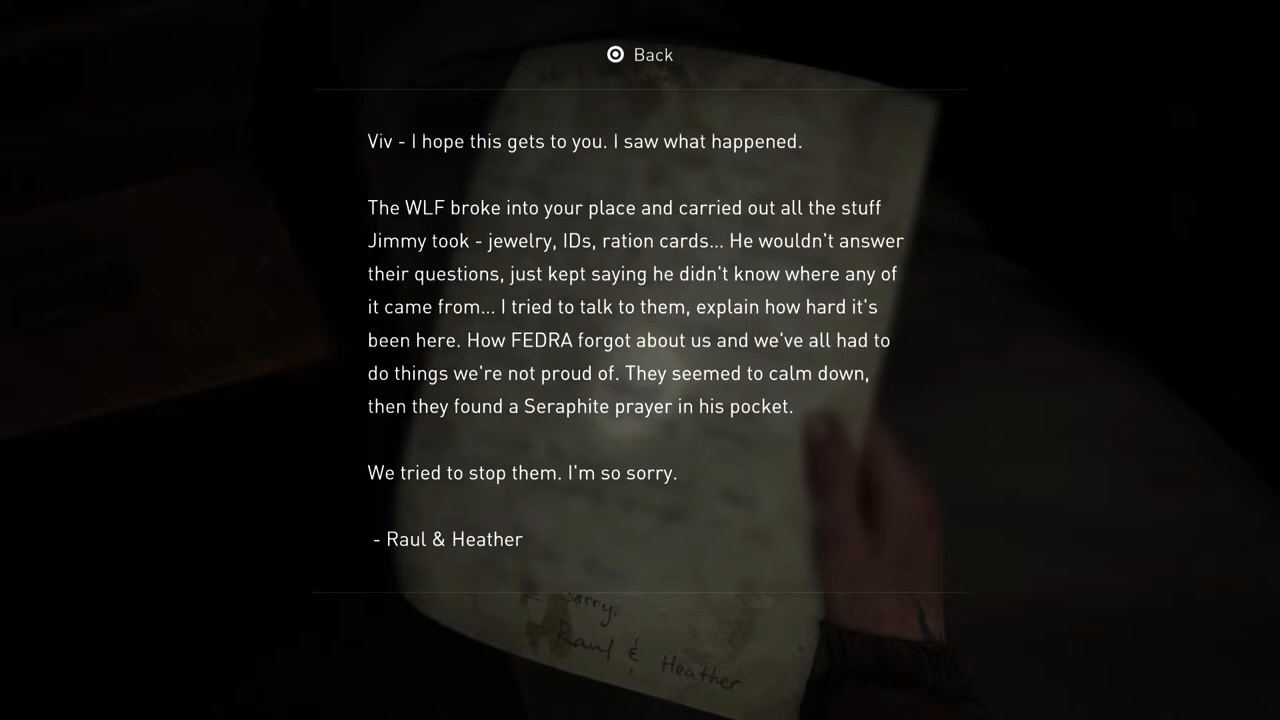 Back
Viv - I hope this gets to you. I saw what happened.
The WLF broke into your place and carried out all the stuff
Jimmy took - jewelry, IDs, ration cards... He wouldn't answer
their questions, just kept saying he didn't know where any of
it came from... I tried to talk to them, explain how hard it's
been here. How FEDRA forgot about us and we've all had to
do things we're not proud of. They seemed to calm down,
then they found a Seraphite prayer in his pocket.
We tried to stop them. I'm so sorry.
- Raul & Heather
sorry.
Raul & Heather